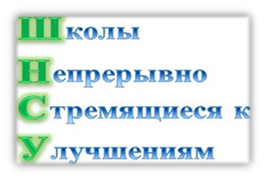 Школы
Непрерывно
Стремящиеся к
Улучшениям